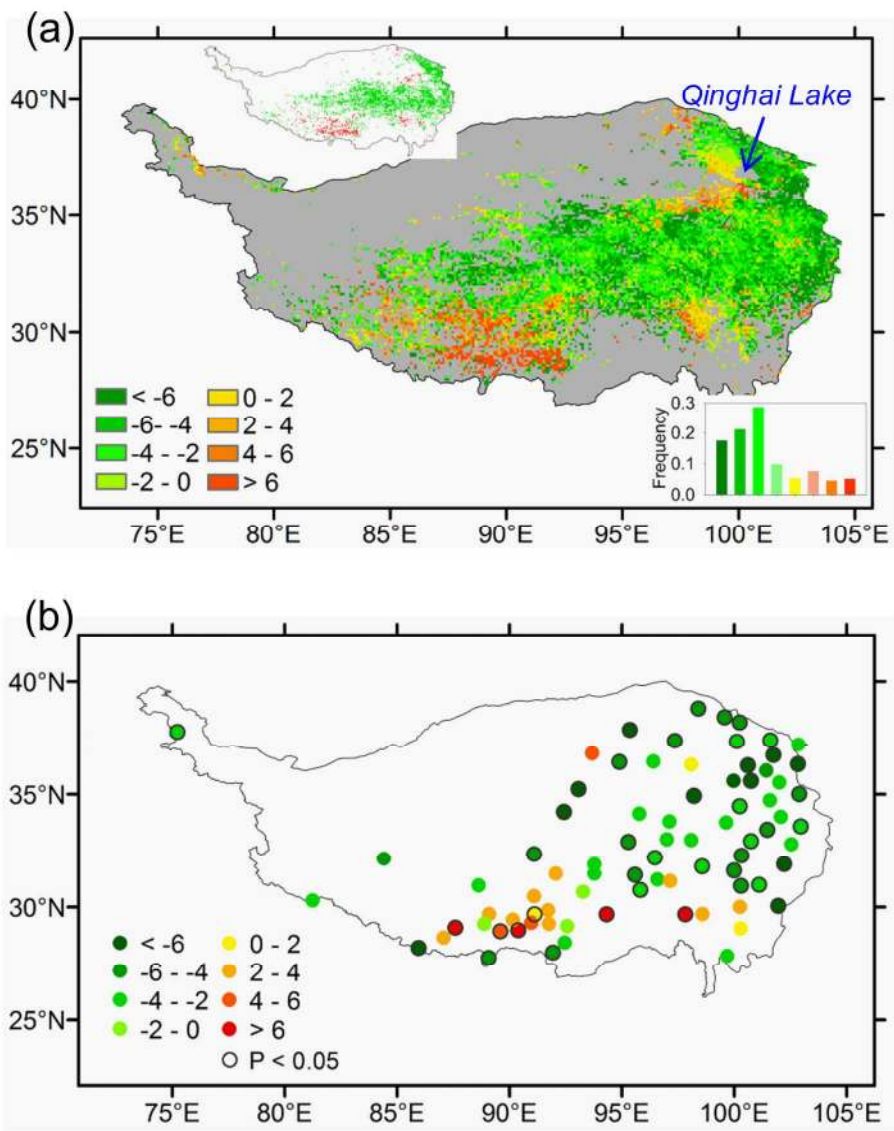 (a)
Qinghai Lake
40°N
35°N
30°N
25°N
< -6
-6- -4
-4 - -2
-2 - 0
0 - 2
2 - 4
4 - 6
> 6
Frequency
0.3
0.2
0.1
0.0
75°E 80°E 85°E 90°E 95°E 100°E 105°E
(b)
40°N
35°N
30°N
25°N
< -6
-6 - -4
-4 - -2
-2 - 0
0 - 2
2 - 4
4 - 6
> 6
P < 0.05
75°E 80°E 85°E 90°E 95°E 100°E 105°E